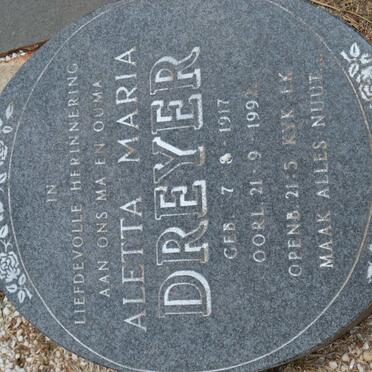 IN
LIEFDEVOLLE HERINNERING
AAN ONS MA EN OUMA
ALETTA MARIA
DREYER
GEB. 7 8 1917
OORL. 21 9 1992
OPENB. 21:5 KYK EK
MAAK ALLES NUUT...